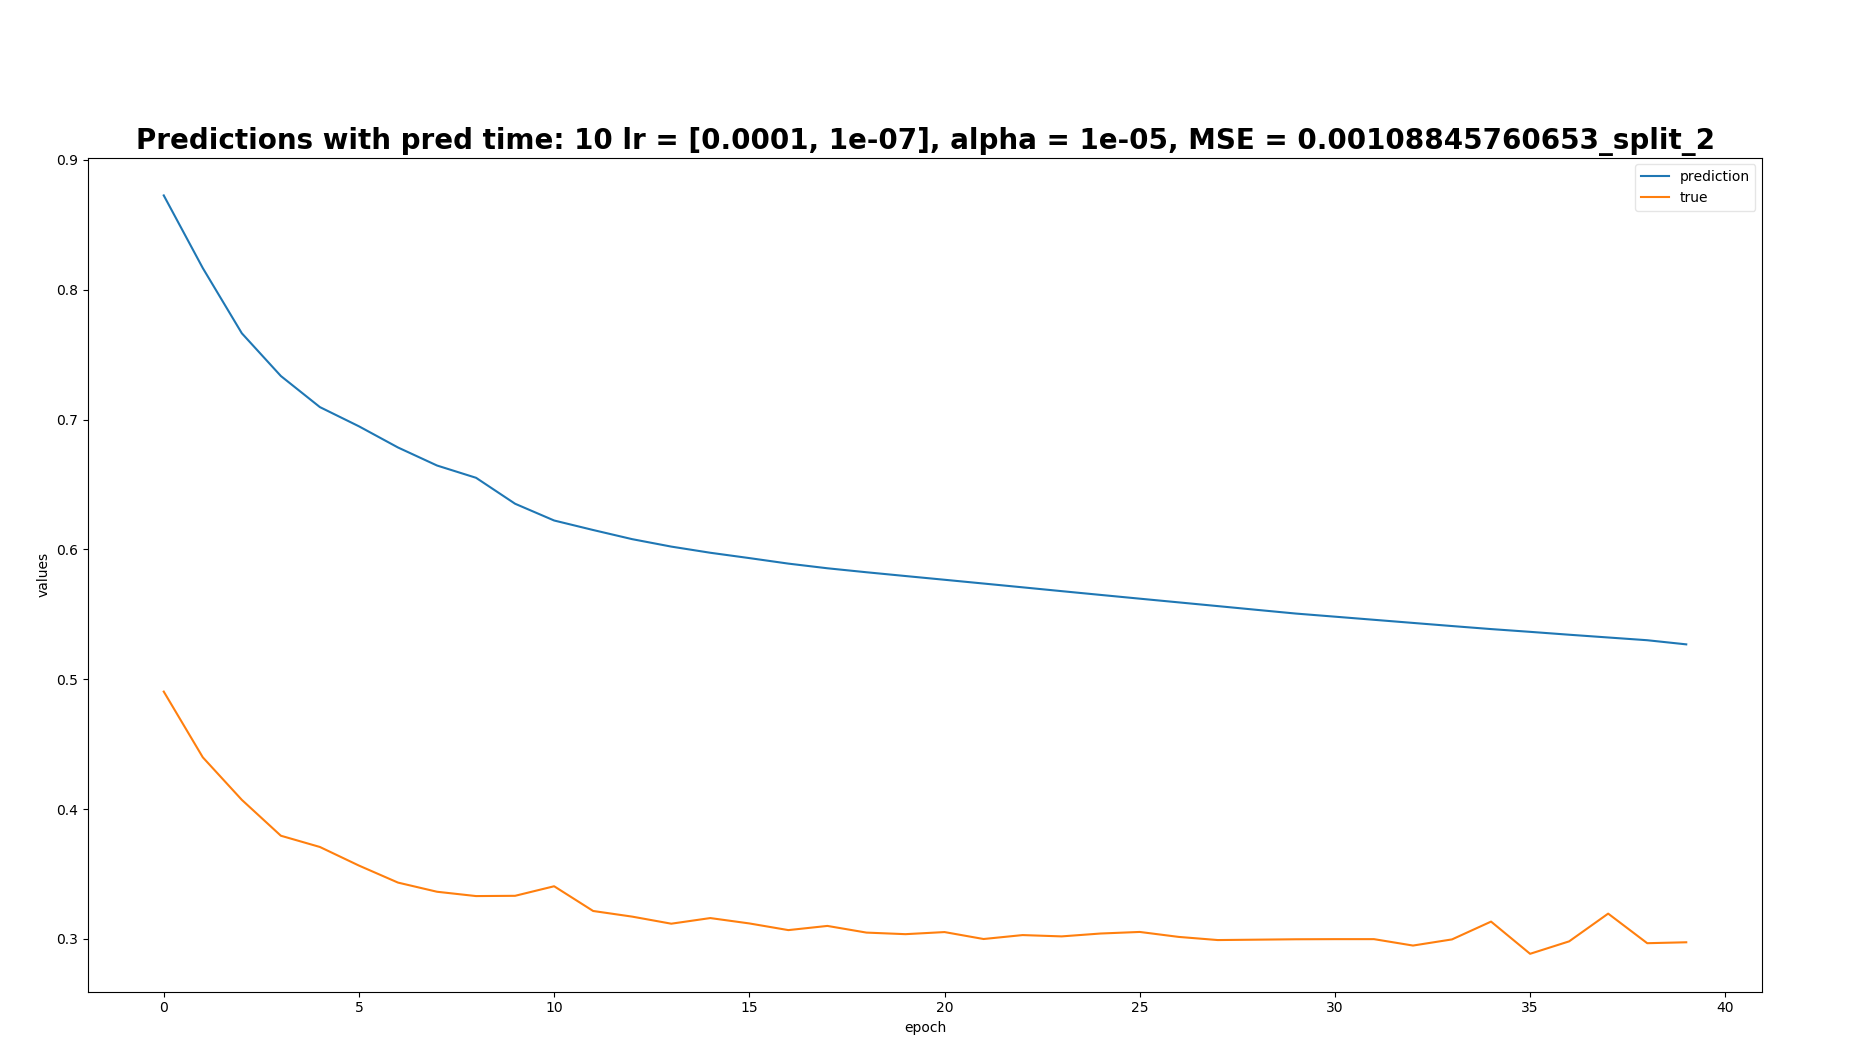 Predictions with pred time: 10 lr = [0.0001, 1e-07], alpha = 1e-05, MSE = 0.00108845760653_split_2
prediction
true
0.9
0.8
0.7
0.6
0.5
0.4
0.3
values
0 5 10 15 20 25 30 35 40
epoch